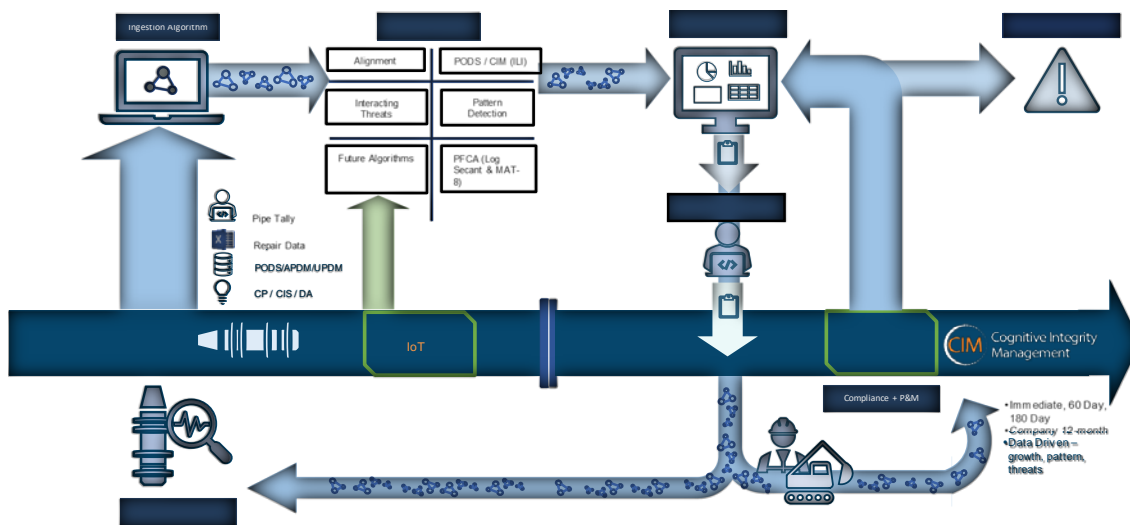 Ingestion Algorithm
Alignment
PODS / CIM (ILI)
Interacting
Threats
Pattern
Detection
Future Algorithms
PFCA (Log
Secant & MAT-
8)
</>
Pipe Tally
X
Repair Data
PODS/APDM/UPDM
CP / CIS / DA
</>
IoT
CIM
Cognitive Integrity
Management
Compliance + P&M
•Immediate, 60 Day,
180 Day
•Company 12-month
•Data Driven –
growth, pattern,
threats